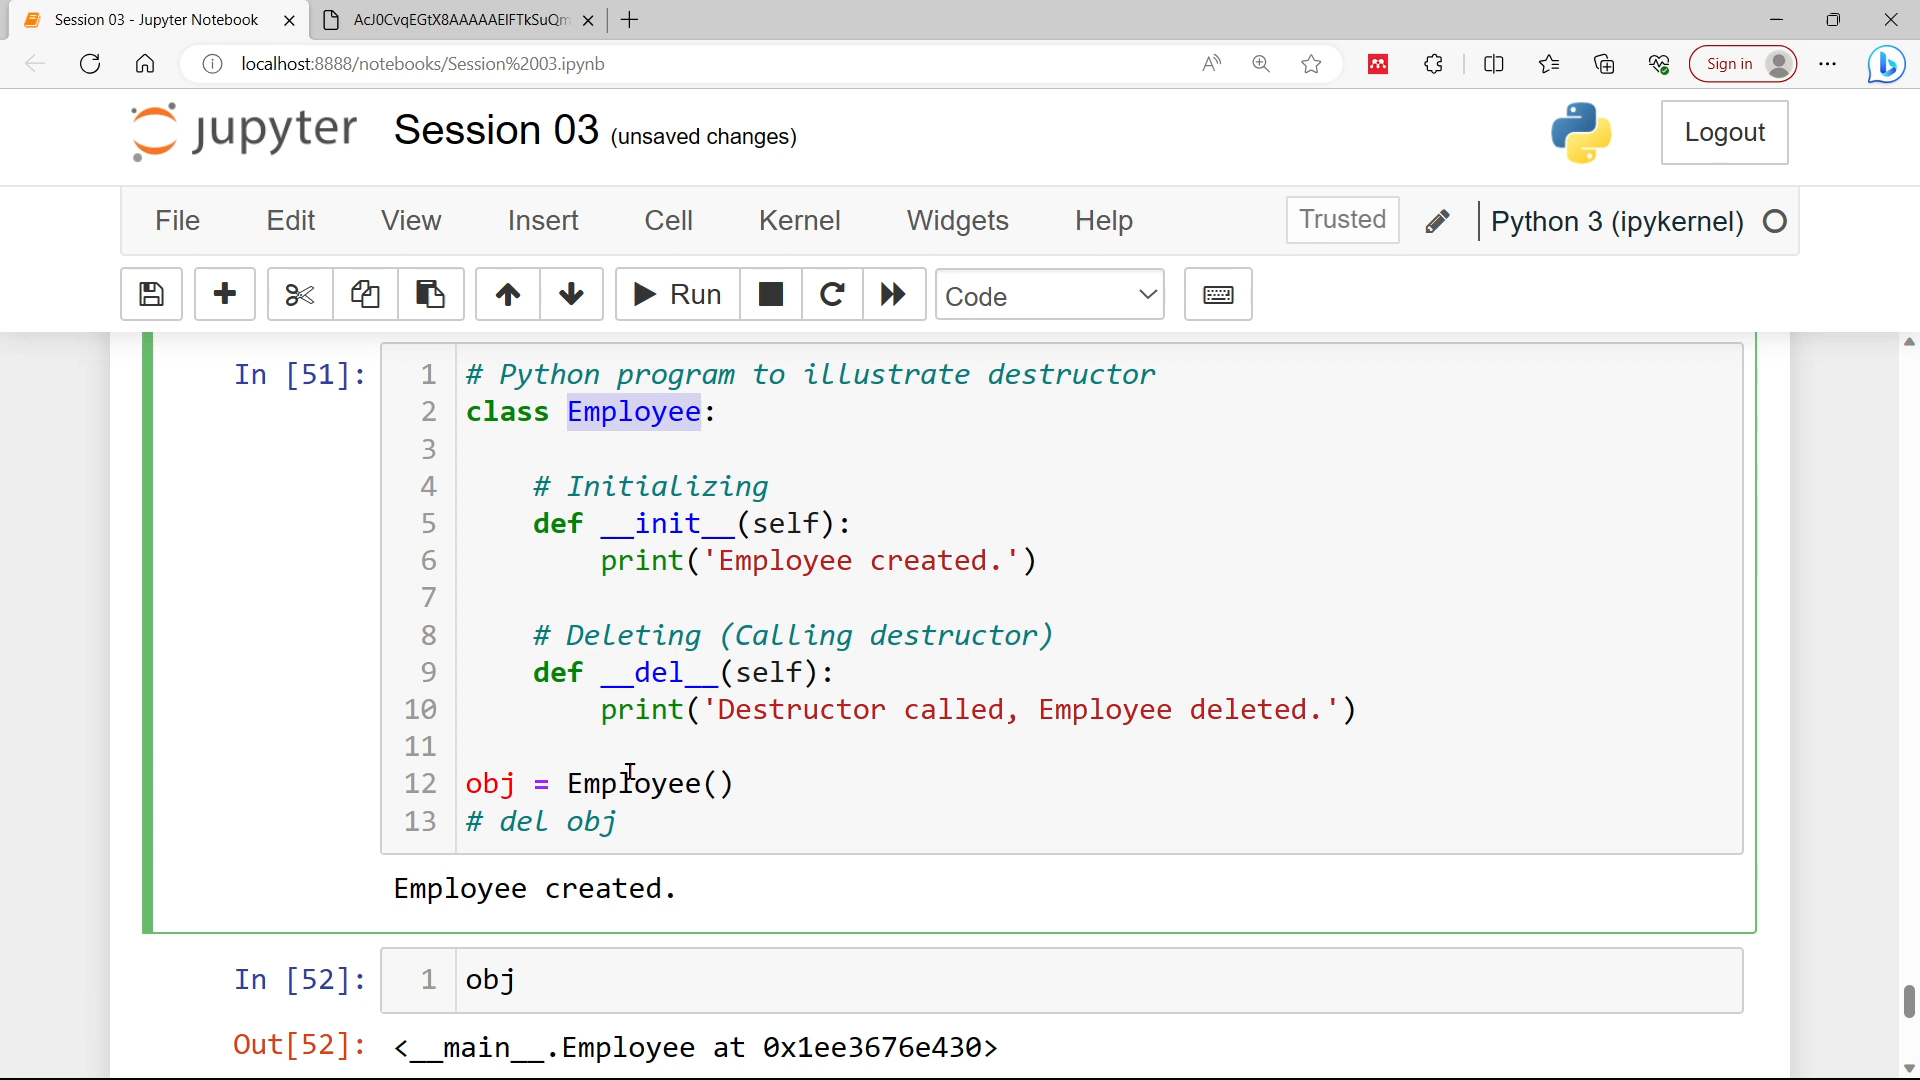 Session 03 - Jupyter Notebook
AcJ0CvqEGtX8AAAAAEIFTkSuQm
localhost:8888/notebooks/Session%2003.ipynb
Sign in
jupyter Session 03 (unsaved changes)
Logout
File Edit View Insert Cell Kernel Widgets Help
Trusted
Python 3 (ipykernel)
Run
Code
In [51]:
1 # Python program to illustrate destructor
2 class Employee:
3
4 # Initializing
5 def __init__(self):
6 print('Employee created.')
7
8 # Deleting (Calling destructor)
9 def __del__(self):
10 print('Destructor called, Employee deleted.')
11
12 obj = Employee()
13 # del obj
Employee created.
In [52]:
1 obj
Out[52]: <__main__.Employee at 0x1ee3676e430>